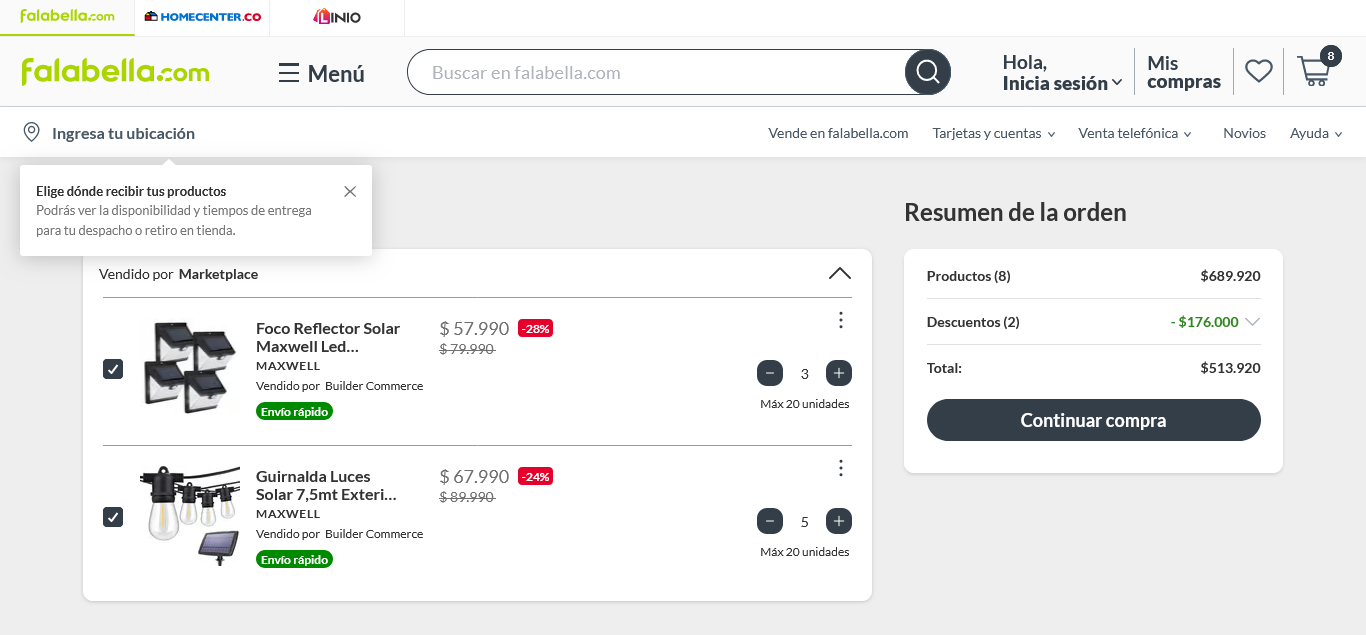 falabella.com
HOMECENTER.CO
LINIO
falabella.com
Menú
Buscar en falabella.com
Hola,
Inicia sesión
Mis
compras
8
Ingresa tu ubicación
Vende en falabella.com
Tarjetas y cuentas
Venta telefónica
Novios
Ayuda
Elige dónde recibir tus productos
Podrás ver la disponibilidad y tiempos de entrega
para tu despacho o retiro en tienda.
Vendido por Marketplace
Foco Reflector Solar
Maxwell Led...
MAXWELL
Vendido por Builder Commerce
Envío rápido
$ 57.990 -28%
$ 79.990
3
Máx 20 unidades
Guirnalda Luces
Solar 7,5mt Exteri...
MAXWELL
Vendido por Builder Commerce
Envío rápido
$ 67.990 -24%
$ 89.990
5
Máx 20 unidades
Resumen de la orden
Productos (8) $689.920
Descuentos (2) - $176.000
Total: $513.920
Continuar compra